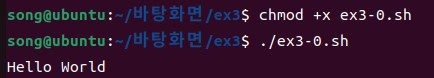 song@ubuntu:~/바탕화면/ex3$ chmod +x ex3-0.sh
song@ubuntu:~/바탕화면/ex3$ ./ex3-0.sh
Hello World